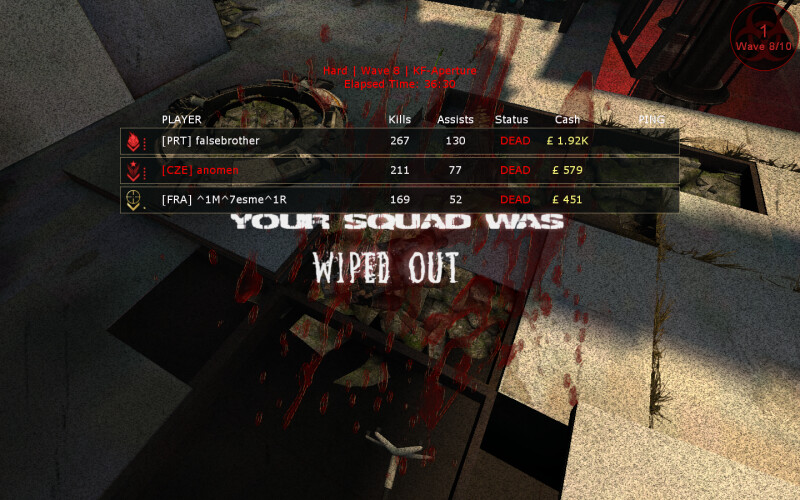 1
Wave 8/10
Hard | Wave 8 | KF-Aperture
Elapsed Time: 36:30
PLAYER Kills Assists Status Cash PING
[PRT] falsebrother 267 130 DEAD £ 1.92K
[CZE] anomen 211 77 DEAD £ 579
[FRA] ^1M^7esme^1R 169 52 DEAD £ 451
YOUR SQUAD WAS
WIPED OUT